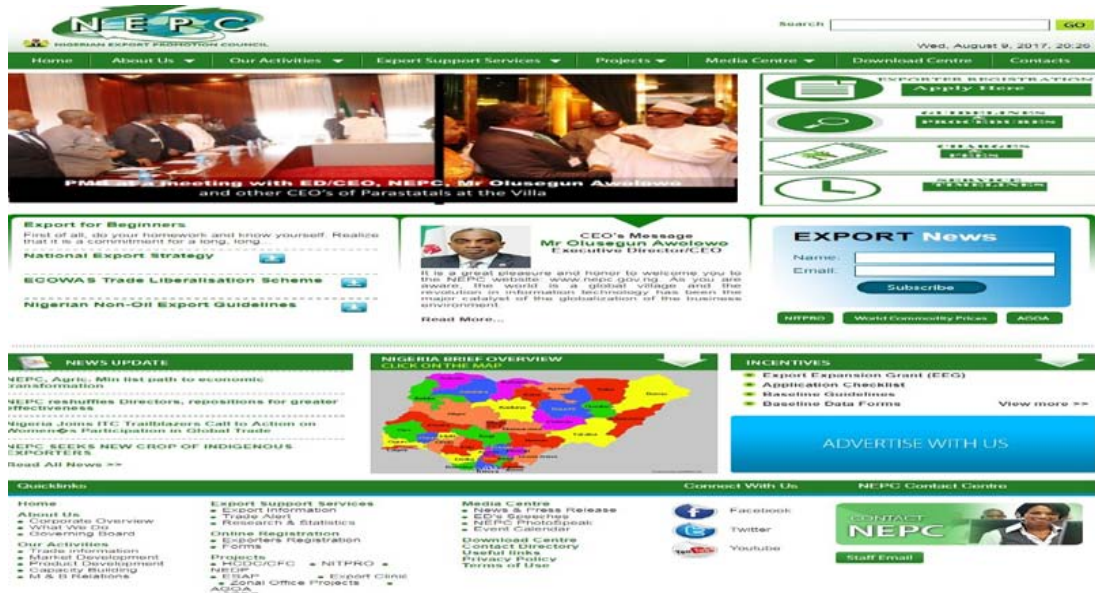 NEPC
NIGERIAN EXPORT PROMOTION COUNCIL
Search
GO
Wed, August 9, 2017, 20:26
Home About Us Our Activities Export Support Services Projects Media Centre Download Centre Contacts
EXPORTER REGISTRATION
Apply Here
GUIDELINES
&
PROCEDURES
CHARGES
FEES
SERVICE
TIMELINES
PMB at a meeting with ED/CEO, NEPC, Mr Olusegun Awolowo
and other CEO's of Parastatals at the Villa
Export for Beginners
First of all, do your homework and know yourself. Realize
that it is a commitment for a long, long...
National Export Strategy
ECOWAS Trade Liberalisation Scheme
Nigerian Non-Oil Export Guidelines
CEO's Message
Mr Olusegun Awolowo
Executive Director/CEO
It is a great pleasure and honor to welcome you to
the NEPC website: www.nepc.gov.ng. As you are
aware, the world is a global village and the
revolution in information technology has been the
major catalyst of the globalization of the business
environment.
Read More...
EXPORT News
Name:
Email:
Subscribe
NITPRO World Commodity Prices AGOA
NEWS UPDATE
NEPC, Agric. Min list path to economic
transformation
NEPC reshuffles Directors, repositions for greater
effectiveness
Nigeria Joins ITC Trailblazers Call to Action on
Women�s Participation in Global Trade
NEPC SEEKS NEW CROP OF INDIGENOUS
EXPORTERS
Read All News >>
NIGERIA BRIEF OVERVIEW
CLICK ON THE MAP
INCENTIVES
Export Expansion Grant (EEG)
Application Checklist
Baseline Guidelines
Baseline Data Forms View more >>
ADVERTISE WITH US
Quicklinks
Connect With Us
NEPC Contact Centre
Home
About Us
Corporate Overview
What We Do
Governing Board
Our Activities
Trade information
Market Development
Product Development
Capacity Building
M & B Relations
Export Support Services
Export Information
Trade Alert
Research & Statistics
Online Registration
Exporters Registration
Forms
Projects
HCDC/CFC NITPRO
NEDP
ESAP Export Clinic
Zonal Office Projects
AGOA
Media Centre
News & Press Release
ED's Speeches
NEPC PhotoSpeak
Event Calendar
Download Centre
Contact Directory
Useful links
Privacy Policy
Terms of Use
Facebook
Twitter
Youtube
CONTACT
NEPC
Staff Email